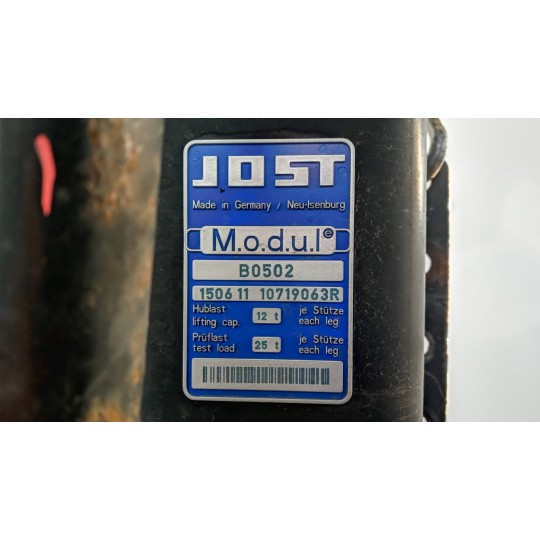 JOST
Made in Germany / Neu-Isenburg
M.o.d.u.l e
B0502
1506 11 10719063R
Hublast 12 t je Stütze
lifting cap. each leg
Prüflast 25 t je Stütze
test load each leg